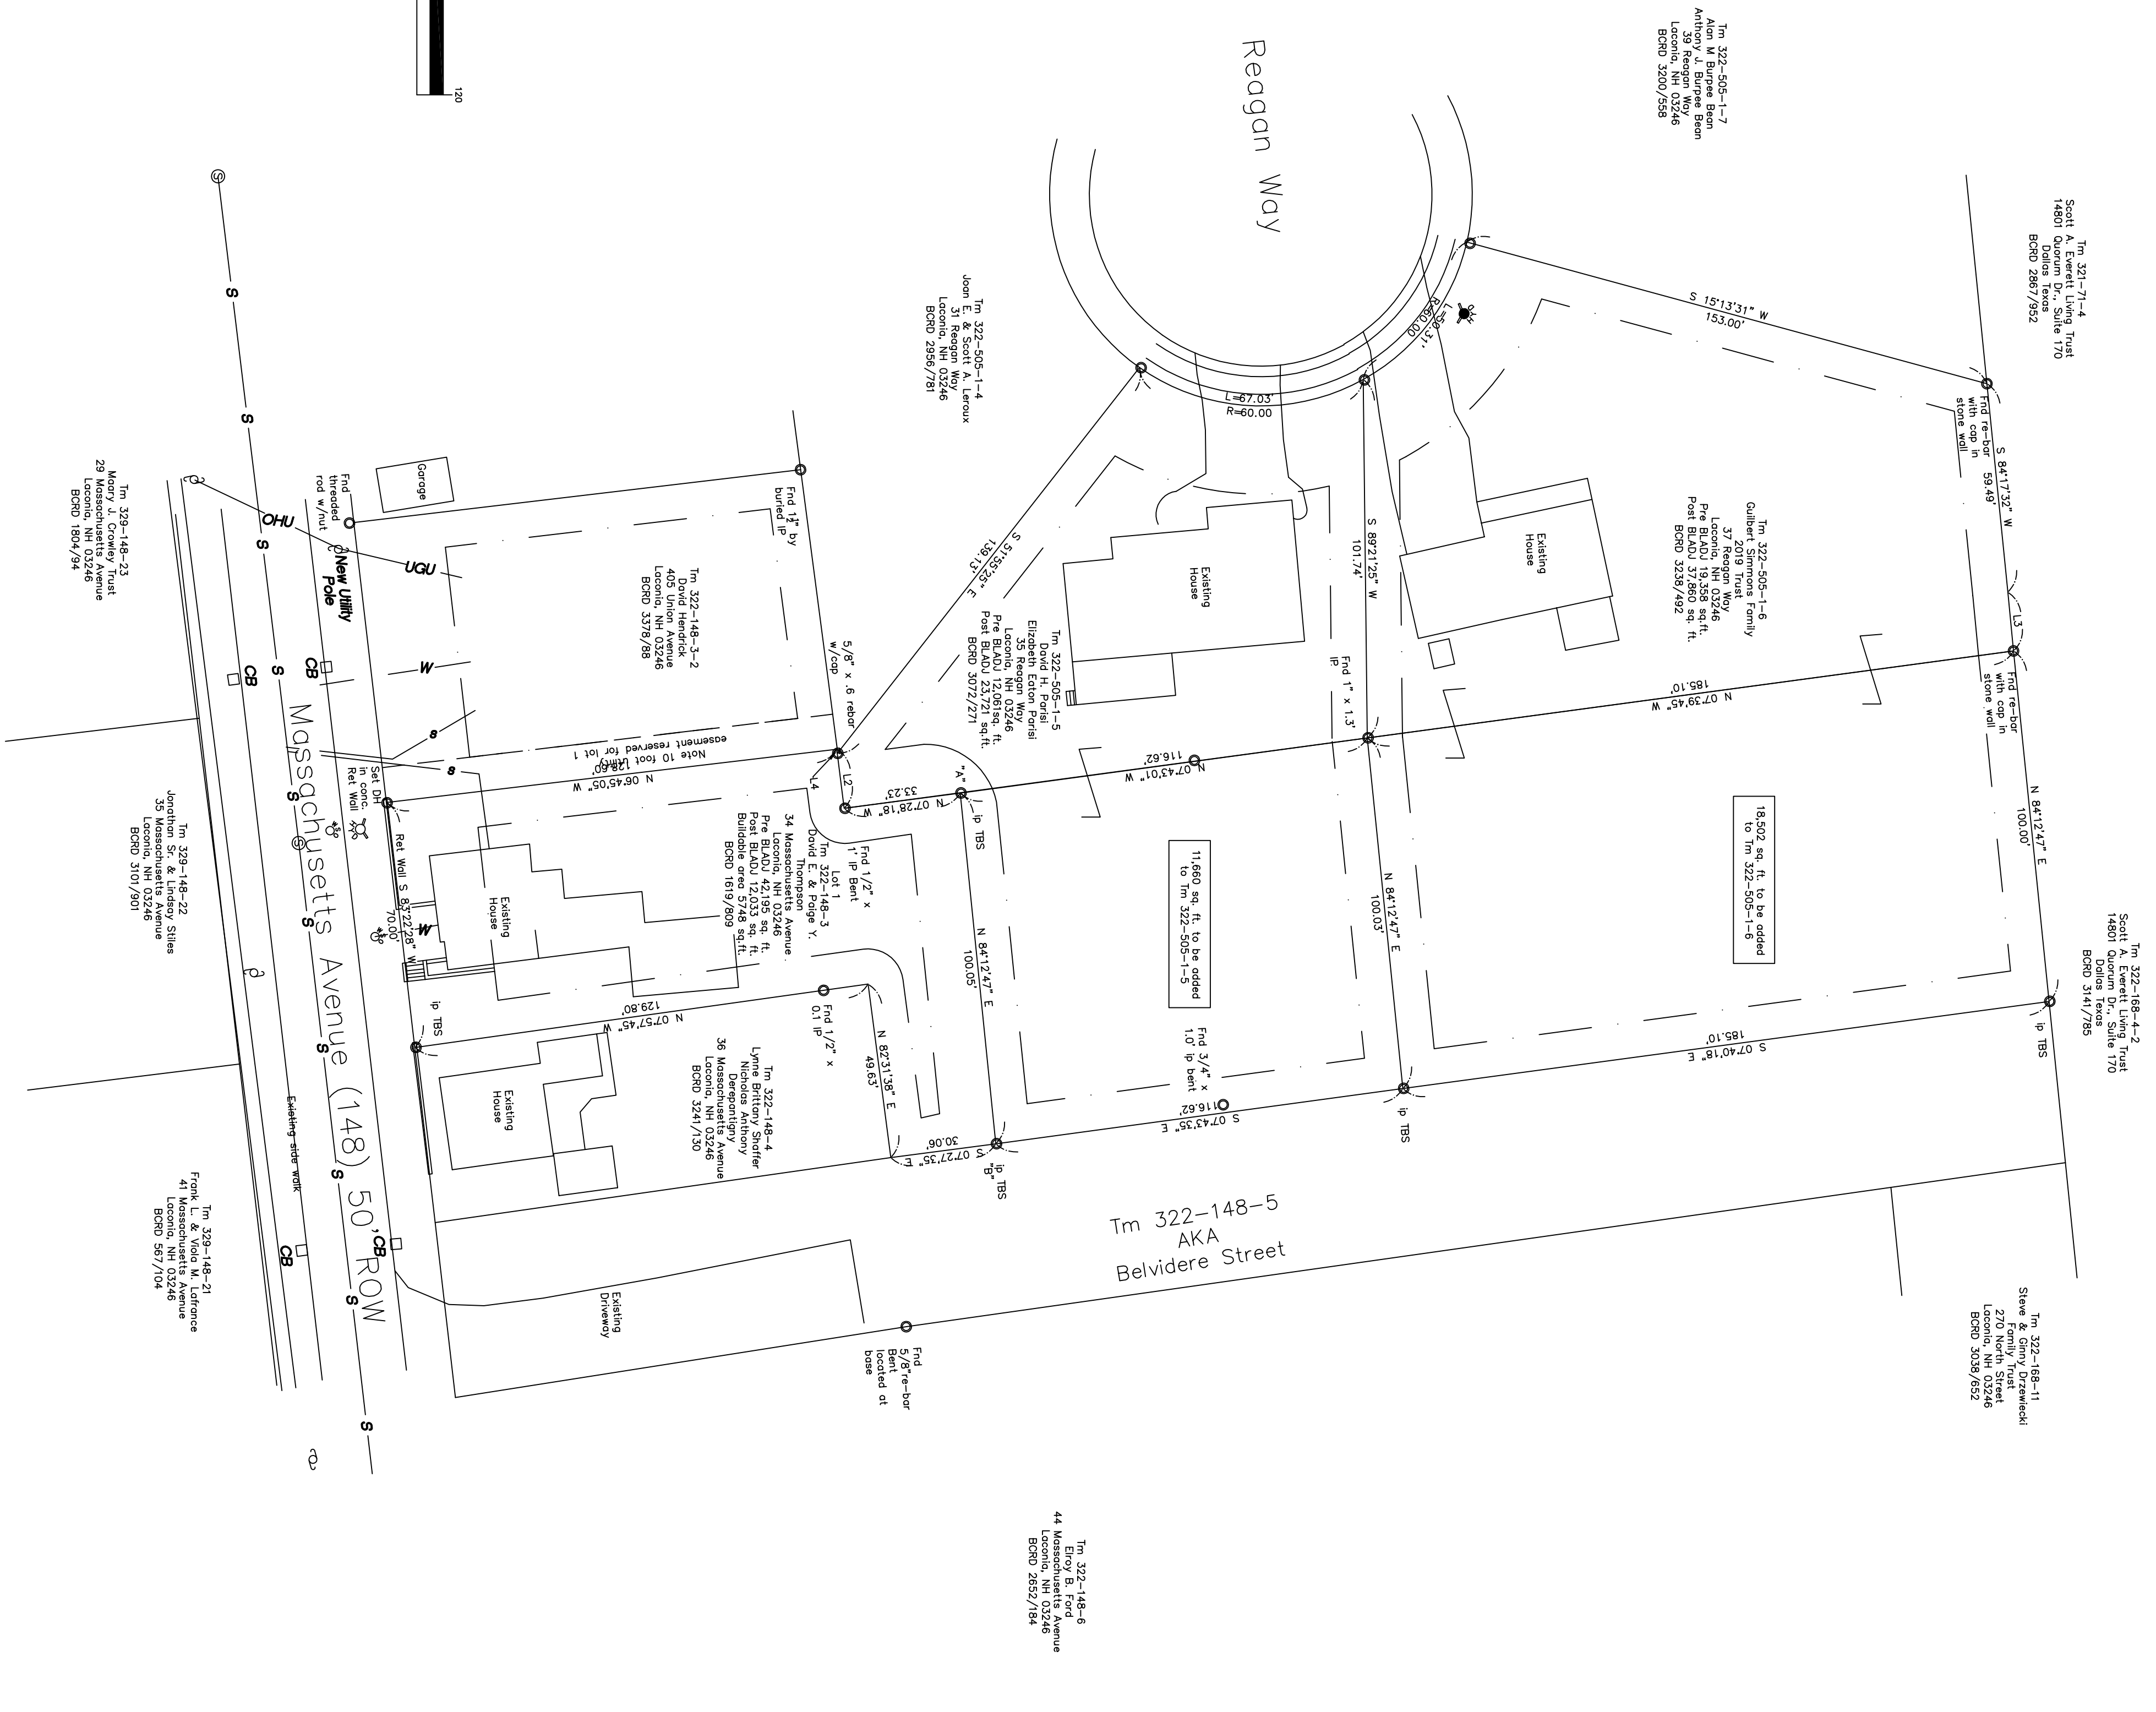 Tm 321-71-4
Scott A. Everett Living Trust
14801 Quorum Dr., Suite 170
Dallas Texas
BCRD 2867/952
Tm 322-168-4-2
Scott A. Everett Living Trust
14801 Quorum Dr., Suite 170
Dallas Texas
BCRD 3141/785
Tm 322-168-11
Steve & Ginny Drzewiecki
Family Trust
270 North Street
Laconia, NH 03246
BCRD 3038/652
Tm 322-505-1-7
Alan M Burpee Bean
Anthony J. Burpee Bean
39 Reagan Way
Laconia, NH 03246
BCRD 3200/558
S 84°17'32" W
59.49'
L3
Fnd re-bar
with cap in
stone wall
Fnd re-bar
with cap in
stone wall
N 84°12'47" E
100.00'
ip TBS
S 15°13'31" W
153.00'
Tm 322-505-1-6
Guilbert Simmons Family
2019 Trust
37 Reagan Way
Laconia, NH 03246
Pre BLADJ 19,358 sq.ft.
Post BLADJ 37,860 sq. ft.
BCRD 3238/492
18,502 sq. ft. to be added
to Tm 322-505-1-6
N 07°39'45" W
185.10'
S 07°40'18" E
185.10'
Existing
House
HYD
L=50.31'
R=60.00
Reagan Way
L=67.03'
R=60.00
S 89°21'25" W
101.74'
Fnd 1" x 1.3'
IP
N 84°12'47" E
100.03'
ip TBS
Existing
House
11,660 sq. ft. to be added
to Tm 322-505-1-5
Fnd 3/4" x
1.0' ip bent
N 07°43'01" W
116.62'
S 07°43'35" E
116.62'
Tm 322-148-5
AKA
Belvidere Street
Tm 322-148-6
Elroy B. Ford
44 Massachusetts Avenue
Laconia, NH 03246
BCRD 2652/184
Tm 322-505-1-5
David H. Parisi
Elizabeth Eaton Parisi
35 Reagan Way
Laconia, NH 03246
Pre BLADJ 12,061sq. ft.
Post BLADJ 23,721 sq.ft.
BCRD 3072/271
Tm 322-505-1-4
Joan E. & Scott A. Leroux
31 Reagan Way
Laconia, NH 03246
BCRD 2956/781
S 51°55'25" E
139.13'
"A"
ip TBS
N 84°12'47" E
100.05'
ip TBS
"B"
N 07°28'18" W
33.23'
S 07°27'35" E
30.06'
L2
L4
5/8" x .6 rebar
w/cap
Fnd 1/2" x
1' IP Bent
N 82°31'38" E
49.63'
Fnd
5/8"re-bar
Bent
located at
base
Fnd 1½" by
buried IP
Tm 322-148-3
Lot 1
David E. & Paige Y.
Thompson
34 Massachusetts Avenue
Laconia, NH 03246
Pre BLADJ 42,195 sq. ft.
Post BLADJ 12,033 sq. ft.
Buildable area 5748 sq.ft.
BCRD 1619/809
Fnd 1/2" x
0.1 IP
Tm 322-148-4
Lynne Brittany Shaffer
Nicholas Anthony
Derepantigny
36 Massachusetts Avenue
Laconia, NH 03246
BCRD 3241/130
Tm 322-148-3-2
David Hendrick
405 Union Avenue
Laconia, NH 03246
BCRD 3378/88
Note 10 foot utility
easement reserved for lot 1
N 06°45'05" W
128.60'
N 07°57'45" W
129.80'
Existing
Driveway
Existing
House
Existing
House
Garage
120
ip TBS
Fnd
threaded
rod w/nut
New Utility
Pole
OHU
UGU
W
S
S
Set DH
in conc.
Ret Wall
Ret Wall S 83°22'28" W
70.00'
W
gso
gso
CB
CB
CB
CB
S
S
S
S
S
S
S
S
S
S
S
S
S
Massachusetts Avenue (148) 50' ROW
Existing side walk
Tm 329-148-23
Maary J. Crowley Trust
29 Massachusetts Avenue
Laconia, NH 03246
BCRD 1804/94
Tm 329-148-22
Jonathan Sr. & Lindsay Stiles
35 Massachusetts Avenue
Laconia, NH 03246
BCRD 3101/901
Tm 329-148-21
Frank L. & Viola M. Lafrance
41 Massachusetts Avenue
Laconia, NH 03246
BCRD 567/104